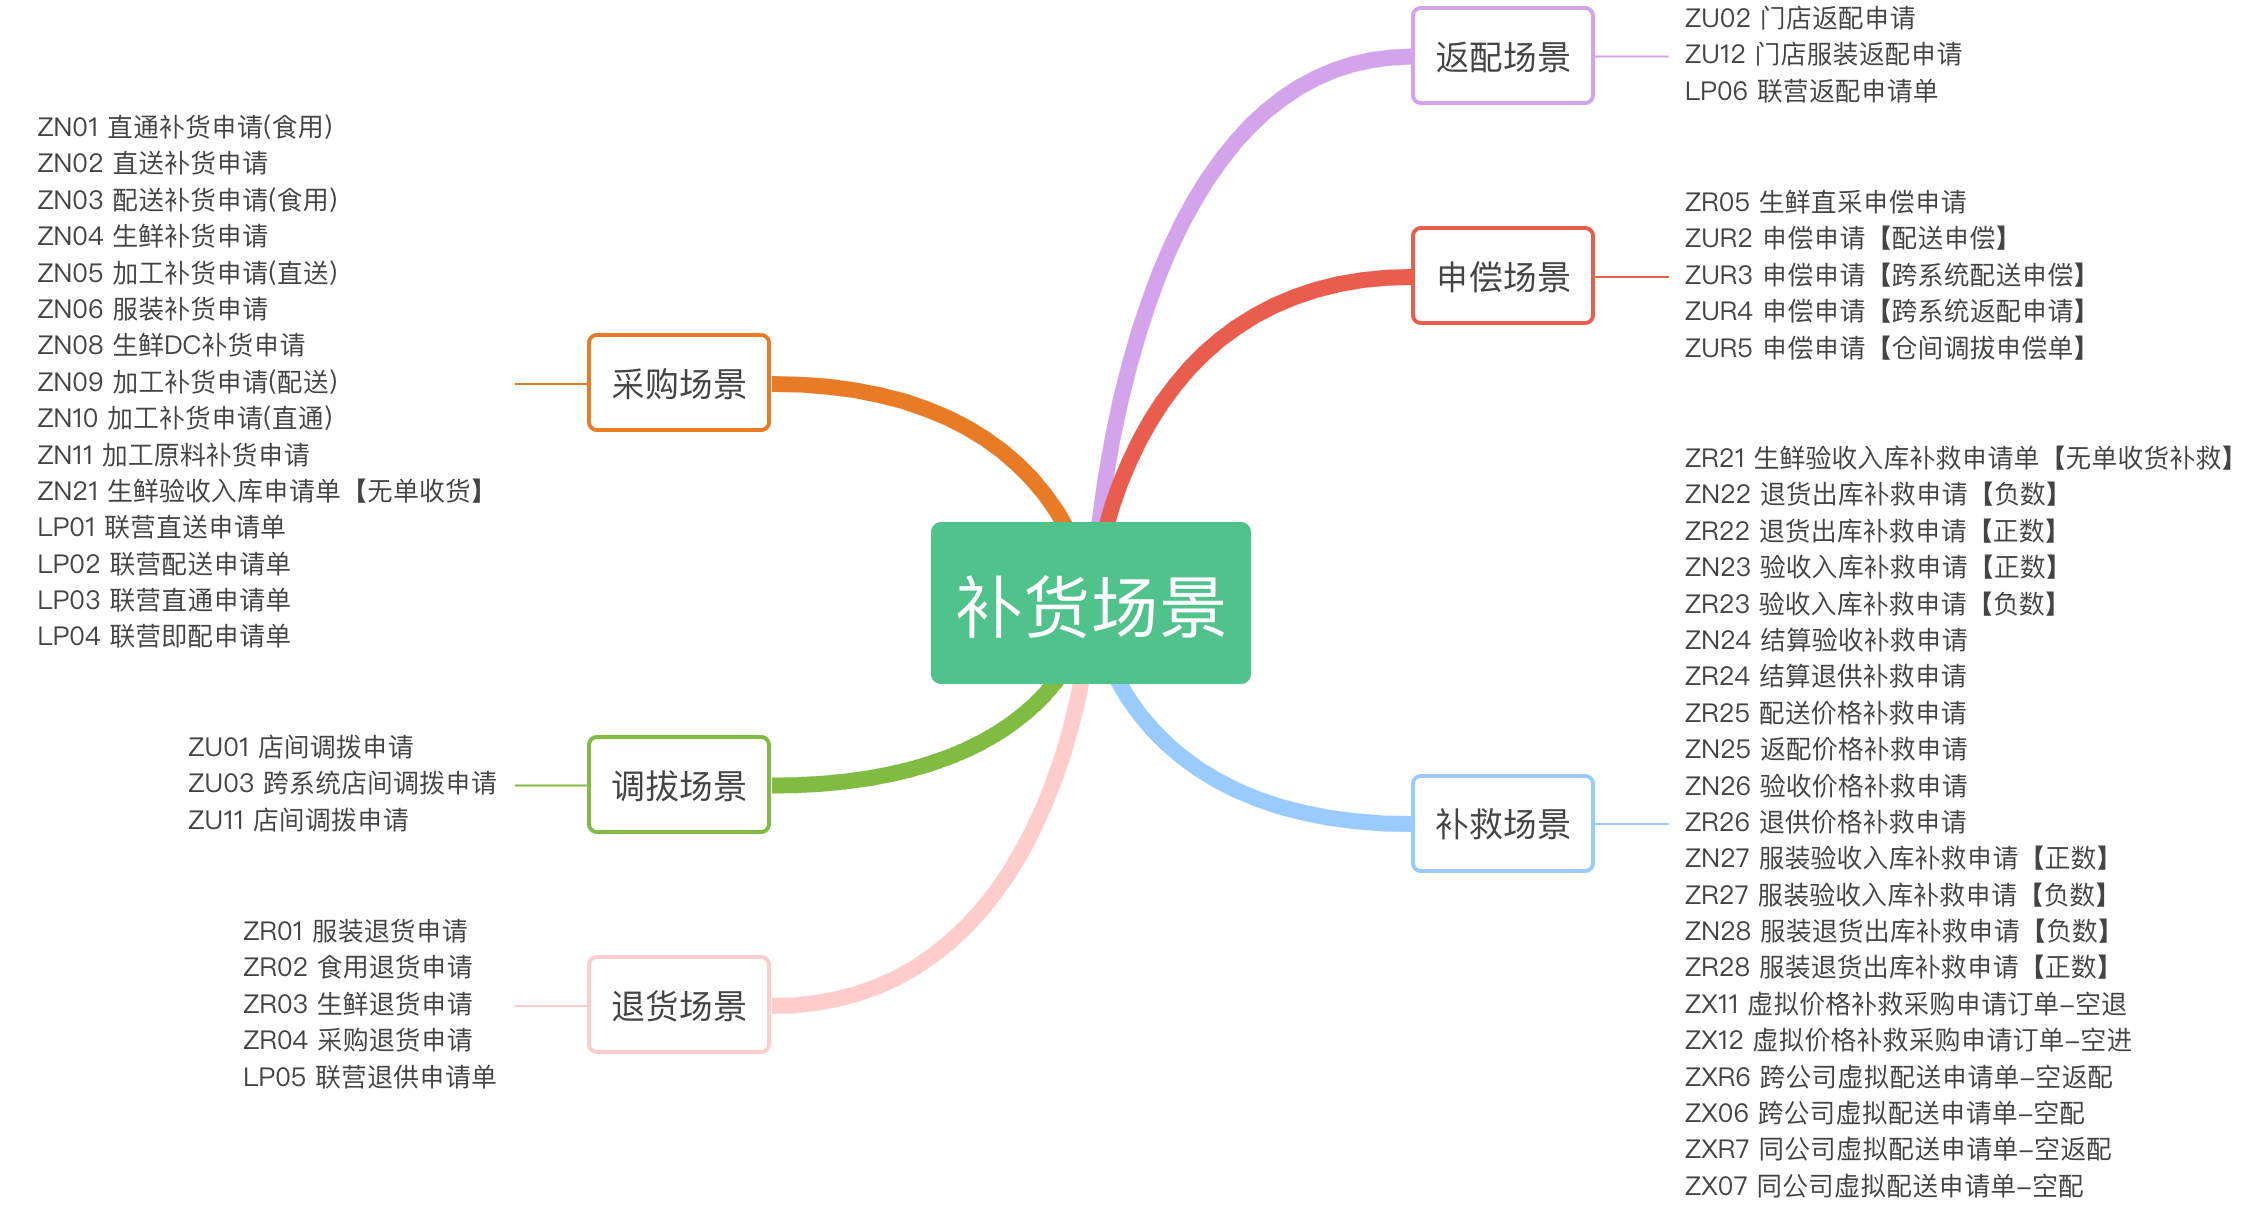 补货场景
采购场景
ZN01 直通补货申请(食用)
ZN02 直送补货申请
ZN03 配送补货申请(食用)
ZN04 生鲜补货申请
ZN05 加工补货申请(直送)
ZN06 服装补货申请
ZN08 生鲜DC补货申请
ZN09 加工补货申请(配送)
ZN10 加工补货申请(直通)
ZN11 加工原料补货申请
ZN21 生鲜验收入库申请单【无单收货】
LP01 联营直送申请单
LP02 联营配送申请单
LP03 联营直通申请单
LP04 联营即配申请单
调拔场景
ZU01 店间调拨申请
ZU03 跨系统店间调拨申请
ZU11 店间调拨申请
退货场景
ZR01 服装退货申请
ZR02 食用退货申请
ZR03 生鲜退货申请
ZR04 采购退货申请
LP05 联营退供申请单
返配场景
ZU02 门店返配申请
ZU12 门店服装返配申请
LP06 联营返配申请单
申偿场景
ZR05 生鲜直采申偿申请
ZUR2 申偿申请【配送申偿】
ZUR3 申偿申请【跨系统配送申偿】
ZUR4 申偿申请【跨系统返配申请】
ZUR5 申偿申请【仓间调拔申偿单】
补救场景
ZR21 生鲜验收入库补救申请单【无单收货补救】
ZN22 退货出库补救申请【负数】
ZR22 退货出库补救申请【正数】
ZN23 验收入库补救申请【正数】
ZR23 验收入库补救申请【负数】
ZN24 结算验收补救申请
ZR24 结算退供补救申请
ZR25 配送价格补救申请
ZN25 返配价格补救申请
ZN26 验收价格补救申请
ZR26 退供价格补救申请
ZN27 服装验收入库补救申请【正数】
ZR27 服装验收入库补救申请【负数】
ZN28 服装退货出库补救申请【负数】
ZR28 服装退货出库补救申请【正数】
ZX11 虚拟价格补救采购申请订单-空退
ZX12 虚拟价格补救采购申请订单-空进
ZXR6 跨公司虚拟配送申请单-空返配
ZX06 跨公司虚拟配送申请单-空配
ZXR7 同公司虚拟配送申请单-空返配
ZX07 同公司虚拟配送申请单-空配